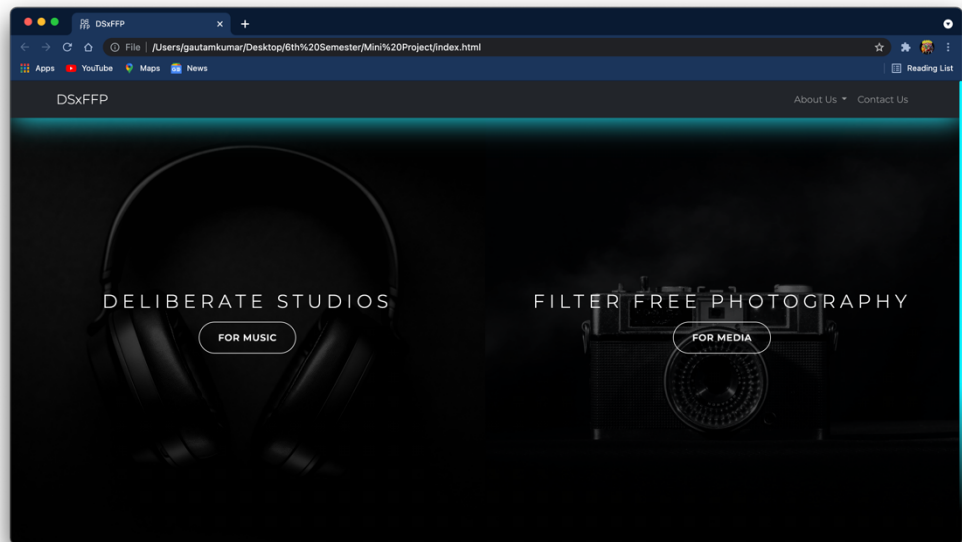 DSxFFP
File | /Users/gautamkumar/Desktop/6th%20Semester/Mini%20Project/index.html
Apps YouTube Maps News Reading List
DSxFFP About Us Contact Us
DELIBERATE STUDIOS
FOR MUSIC
FILTER FREE PHOTOGRAPHY
FOR MEDIA